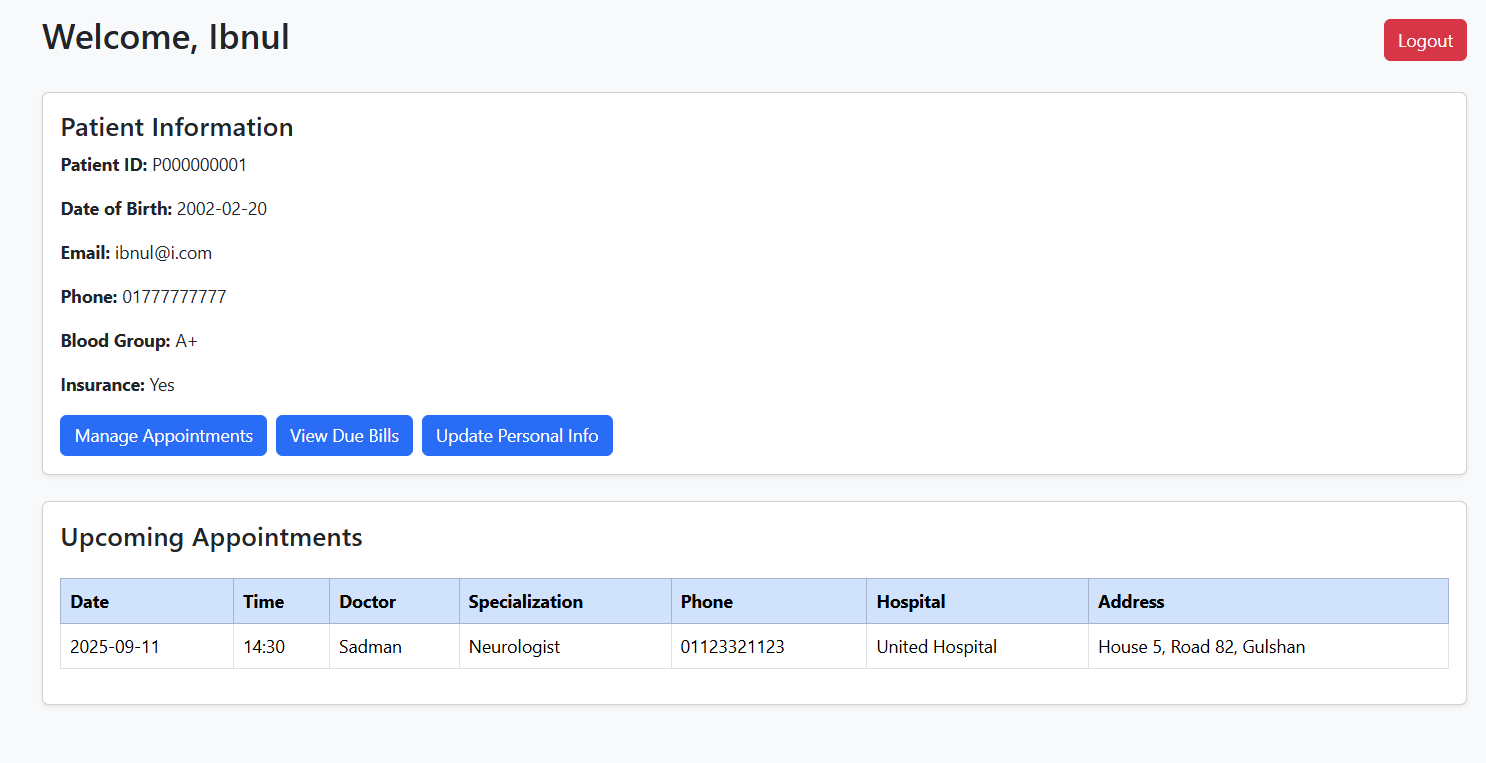 Welcome, Ibnul
Logout
Patient Information
Patient ID: P000000001
Date of Birth: 2002-02-20
Email: ibnul@i.com
Phone: 01777777777
Blood Group: A+
Insurance: Yes
Manage Appointments View Due Bills Update Personal Info
Upcoming Appointments
Date Time Doctor Specialization Phone Hospital Address
2025-09-11 14:30 Sadman Neurologist 01123321123 United Hospital House 5, Road 82, Gulshan